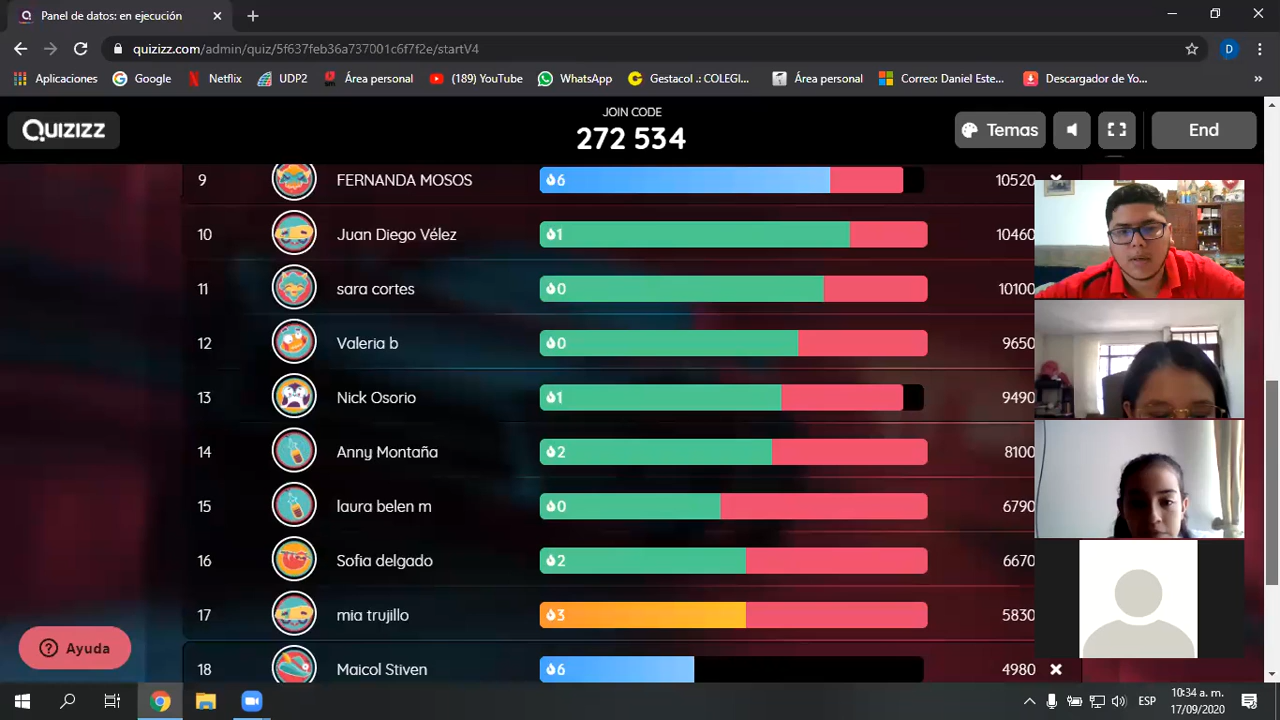 Panel de datos: en ejecución
quizizz.com/admin/quiz/5f637feb36a737001c6f7f2e/startV4
D
Aplicaciones Google Netflix UDP2 Área personal (189) YouTube WhatsApp Gestacol .: COLEGI... Área personal Correo: Daniel Este... Descargador de Yo... »
QUIZIZZ
JOIN CODE
272 534
Temas
End
9 FERNANDA MOSOS 6 10520
10 Juan Diego Vélez 1 10460
11 sara cortes 0 10100
12 Valeria b 0 9650
13 Nick Osorio 1 9490
14 Anny Montaña 2 8100
15 laura belen m 0 6790
16 Sofia delgado 2 6670
17 mia trujillo 3 5830
18 Maicol Stiven 6 4980
Ayuda
ESP
10:34 a. m.
17/09/2020